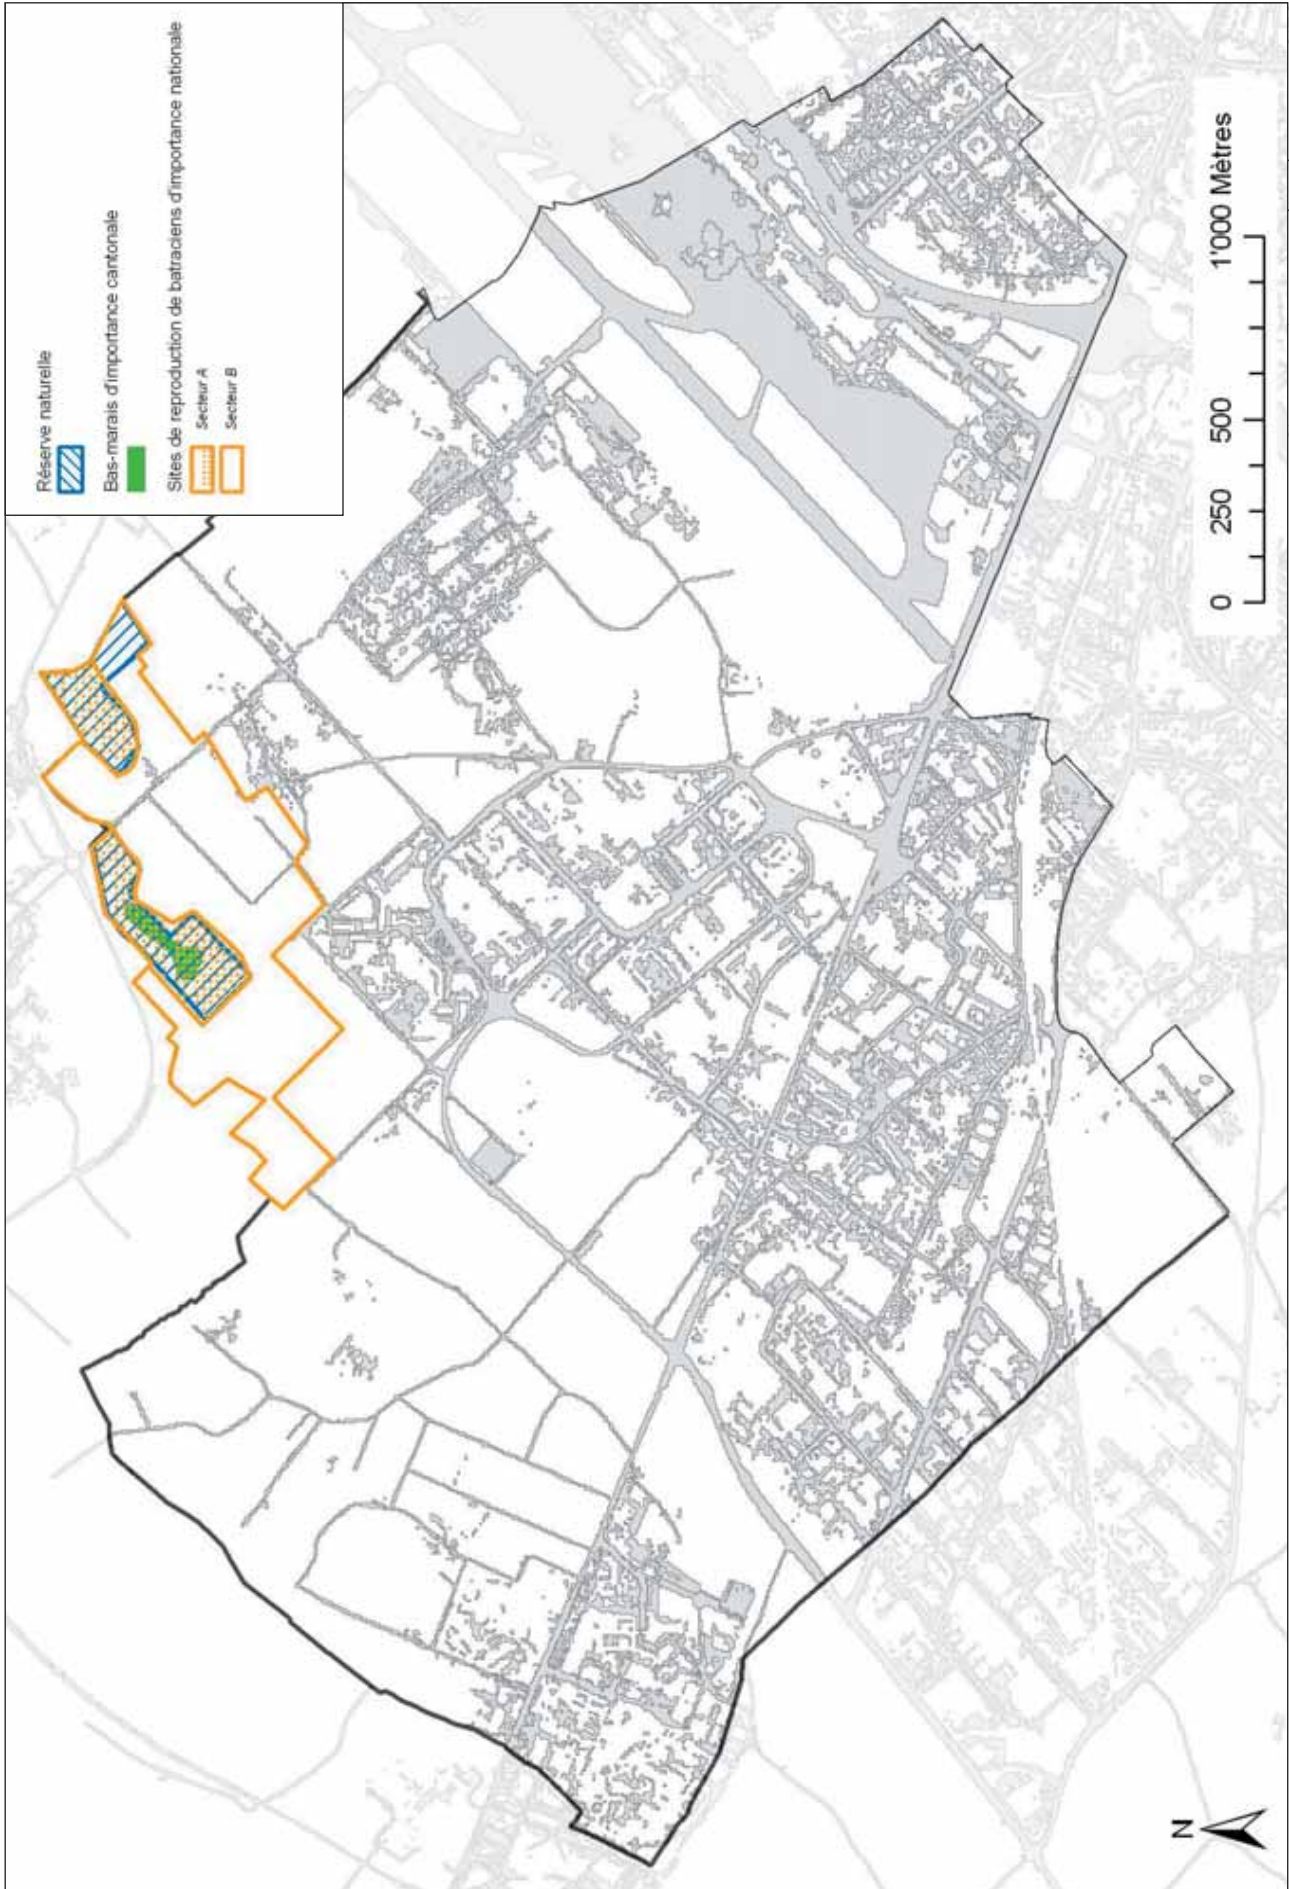 Réserve naturelle
Bas-marais d'importance cantonale
Sites de reproduction de batraciens d'importance nationale
Secteur A
Secteur B
0 250 500 1'000 Mètres
N